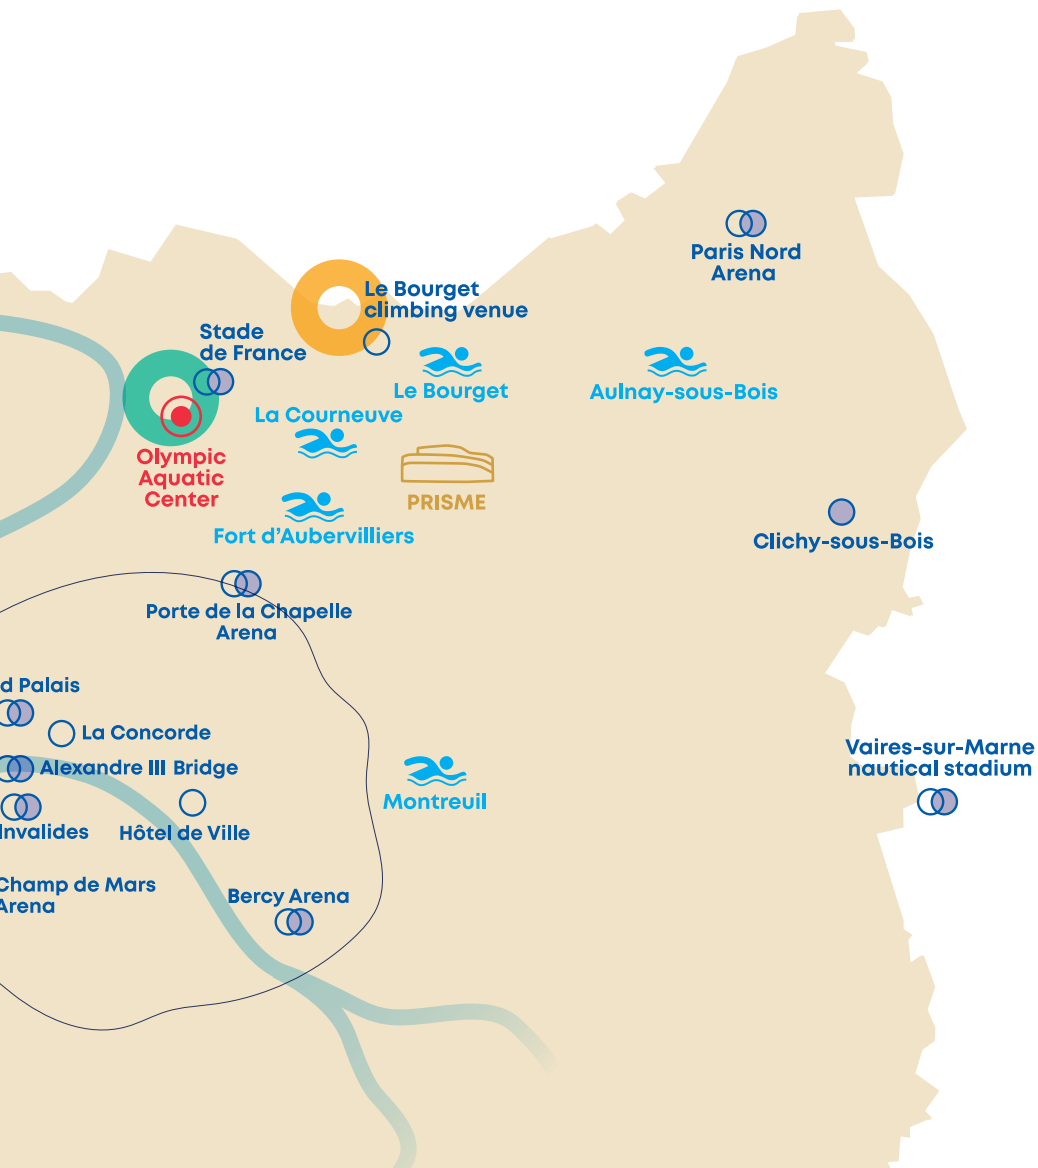 Paris Nord
Arena
Le Bourget
climbing venue
Stade
de France
Le Bourget
Aulnay-sous-Bois
La Courneuve
Olympic
Aquatic
Center
PRISME
Fort d’Aubervilliers
Clichy-sous-Bois
Porte de la Chapelle
Arena
d Palais
La Concorde
Alexandre III Bridge
Vaires-sur-Marne
nautical stadium
Montreuil
Invalides
Hôtel de Ville
Champ de Mars
Arena
Bercy Arena